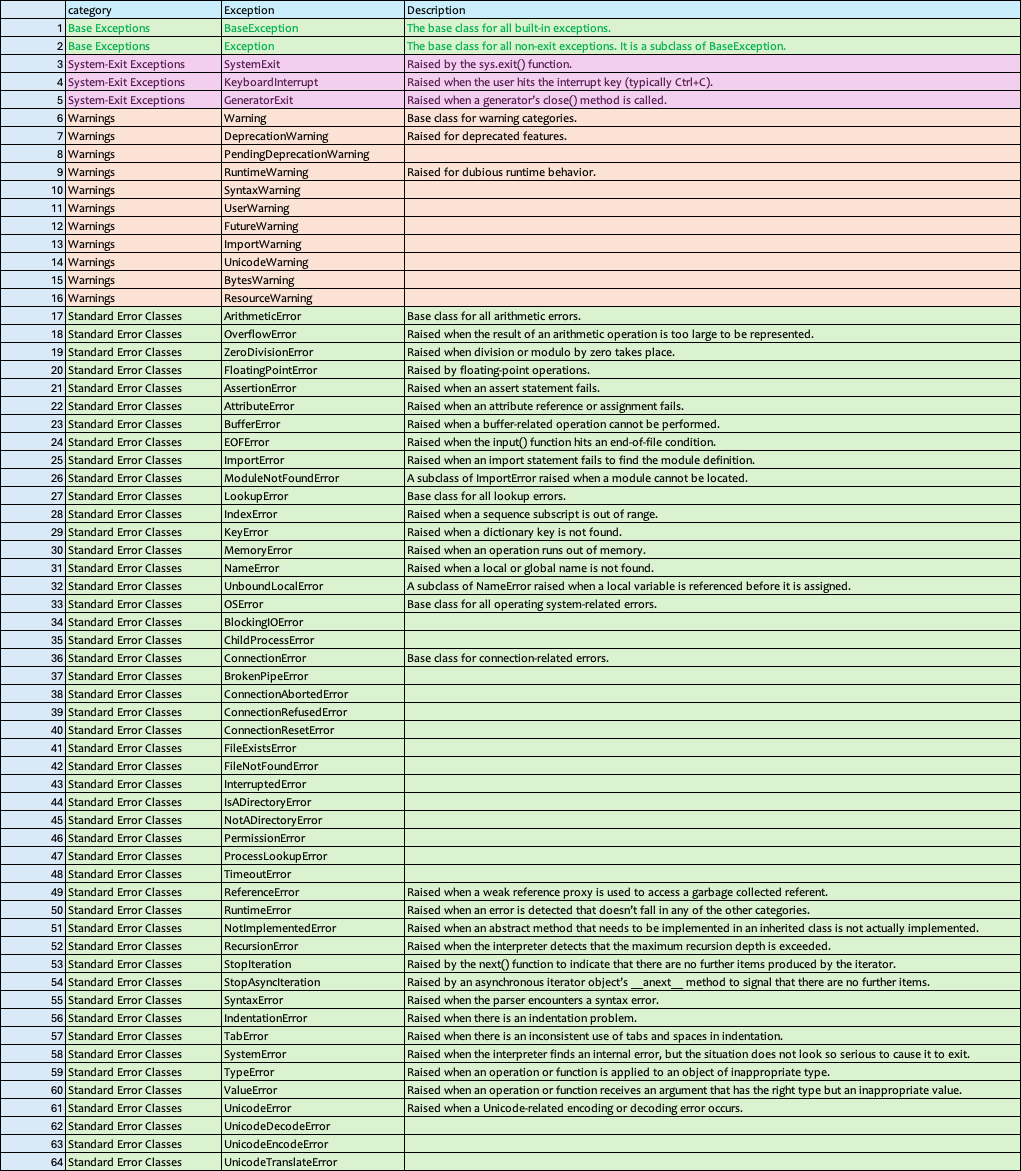 category Exception Description
1 Base Exceptions BaseException The base class for all built-in exceptions.
2 Base Exceptions Exception The base class for all non-exit exceptions. It is a subclass of BaseException.
3 System-Exit Exceptions SystemExit Raised by the sys.exit() function.
4 System-Exit Exceptions KeyboardInterrupt Raised when the user hits the interrupt key (typically Ctrl+C).
5 System-Exit Exceptions GeneratorExit Raised when a generator's close() method is called.
6 Warnings Warning Base class for warning categories.
7 Warnings DeprecationWarning Raised for deprecated features.
8 Warnings PendingDeprecationWarning
9 Warnings RuntimeWarning Raised for dubious runtime behavior.
10 Warnings SyntaxWarning
11 Warnings UserWarning
12 Warnings FutureWarning
13 Warnings ImportWarning
14 Warnings UnicodeWarning
15 Warnings BytesWarning
16 Warnings ResourceWarning
17 Standard Error Classes ArithmeticError Base class for all arithmetic errors.
18 Standard Error Classes OverflowError Raised when the result of an arithmetic operation is too large to be represented.
19 Standard Error Classes ZeroDivisionError Raised when division or modulo by zero takes place.
20 Standard Error Classes FloatingPointError Raised by floating-point operations.
21 Standard Error Classes AssertionError Raised when an assert statement fails.
22 Standard Error Classes AttributeError Raised when an attribute reference or assignment fails.
23 Standard Error Classes BufferError Raised when a buffer-related operation cannot be performed.
24 Standard Error Classes EOFError Raised when the input() function hits an end-of-file condition.
25 Standard Error Classes ImportError Raised when an import statement fails to find the module definition.
26 Standard Error Classes ModuleNotFoundError A subclass of ImportError raised when a module cannot be located.
27 Standard Error Classes LookupError Base class for all lookup errors.
28 Standard Error Classes IndexError Raised when a sequence subscript is out of range.
29 Standard Error Classes KeyError Raised when a dictionary key is not found.
30 Standard Error Classes MemoryError Raised when an operation runs out of memory.
31 Standard Error Classes NameError Raised when a local or global name is not found.
32 Standard Error Classes UnboundLocalError A subclass of NameError raised when a local variable is referenced before it is assigned.
33 Standard Error Classes OSError Base class for all operating system-related errors.
34 Standard Error Classes BlockingIOError
35 Standard Error Classes ChildProcessError
36 Standard Error Classes ConnectionError Base class for connection-related errors.
37 Standard Error Classes BrokenPipeError
38 Standard Error Classes ConnectionAbortedError
39 Standard Error Classes ConnectionRefusedError
40 Standard Error Classes ConnectionResetError
41 Standard Error Classes FileExistsError
42 Standard Error Classes FileNotFoundError
43 Standard Error Classes InterruptedError
44 Standard Error Classes IsADirectoryError
45 Standard Error Classes NotADirectoryError
46 Standard Error Classes PermissionError
47 Standard Error Classes ProcessLookupError
48 Standard Error Classes TimeoutError
49 Standard Error Classes ReferenceError Raised when a weak reference proxy is used to access a garbage collected referent.
50 Standard Error Classes RuntimeError Raised when an error is detected that doesn't fall in any of the other categories.
51 Standard Error Classes NotImplementedError Raised when an abstract method that needs to be implemented in an inherited class is not actually implemented.
52 Standard Error Classes RecursionError Raised when the interpreter detects that the maximum recursion depth is exceeded.
53 Standard Error Classes StopIteration Raised by the next() function to indicate that there are no further items produced by the iterator.
54 Standard Error Classes StopAsyncIteration Raised by an asynchronous iterator object's __anext__ method to signal that there are no further items.
55 Standard Error Classes SyntaxError Raised when the parser encounters a syntax error.
56 Standard Error Classes IndentationError Raised when there is an indentation problem.
57 Standard Error Classes TabError Raised when there is an inconsistent use of tabs and spaces in indentation.
58 Standard Error Classes SystemError Raised when the interpreter finds an internal error, but the situation does not look so serious to cause it to exit.
59 Standard Error Classes TypeError Raised when an operation or function is applied to an object of inappropriate type.
60 Standard Error Classes ValueError Raised when an operation or function receives an argument that has the right type but an inappropriate value.
61 Standard Error Classes UnicodeError Raised when a Unicode-related encoding or decoding error occurs.
62 Standard Error Classes UnicodeDecodeError
63 Standard Error Classes UnicodeEncodeError
64 Standard Error Classes UnicodeTranslateError